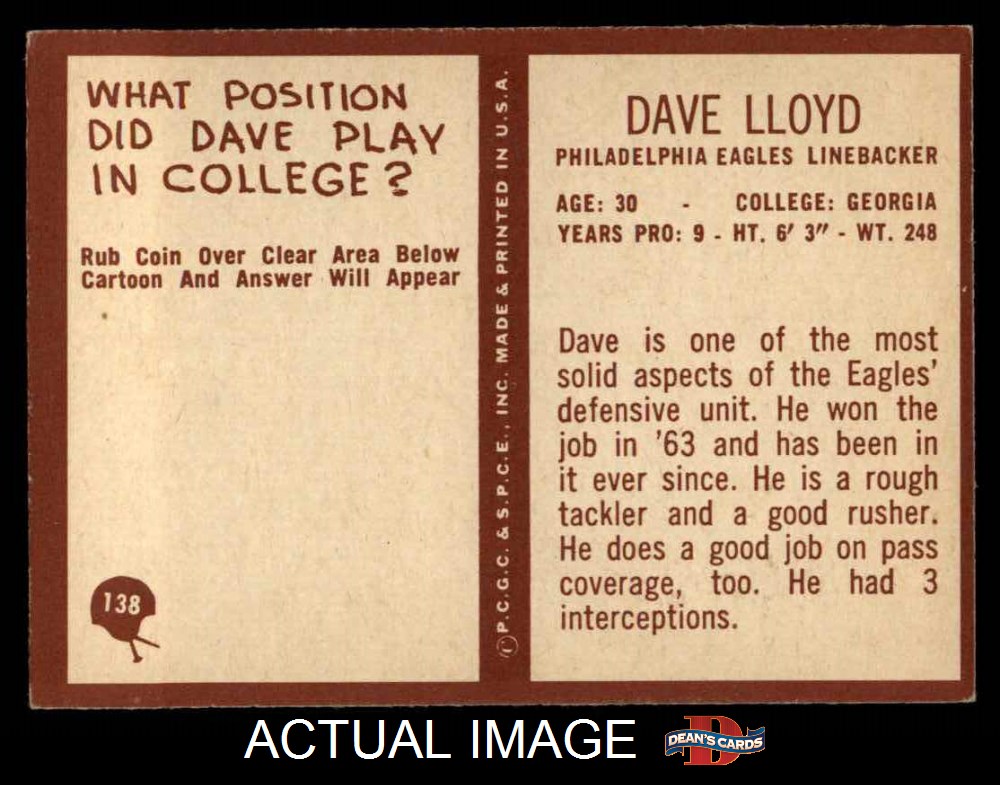 WHAT POSITION
DID DAVE PLAY
IN COLLEGE?
Rub Coin Over Clear Area Below
Cartoon And Answer Will Appear
138
©P.C.G.C. & S.P.C.E., INC. MADE & PRINTED IN U.S.A.
DAVE LLOYD
PHILADELPHIA EAGLES LINEBACKER
AGE: 30 - COLLEGE: GEORGIA
YEARS PRO: 9 - HT. 6' 3" - WT. 248
Dave is one of the most
solid aspects of the Eagles'
defensive unit. He won the
job in '63 and has been in
it ever since. He is a rough
tackler and a good rusher.
He does a good job on pass
coverage, too. He had 3
interceptions.
ACTUAL IMAGE
D
DEAN'S CARDS